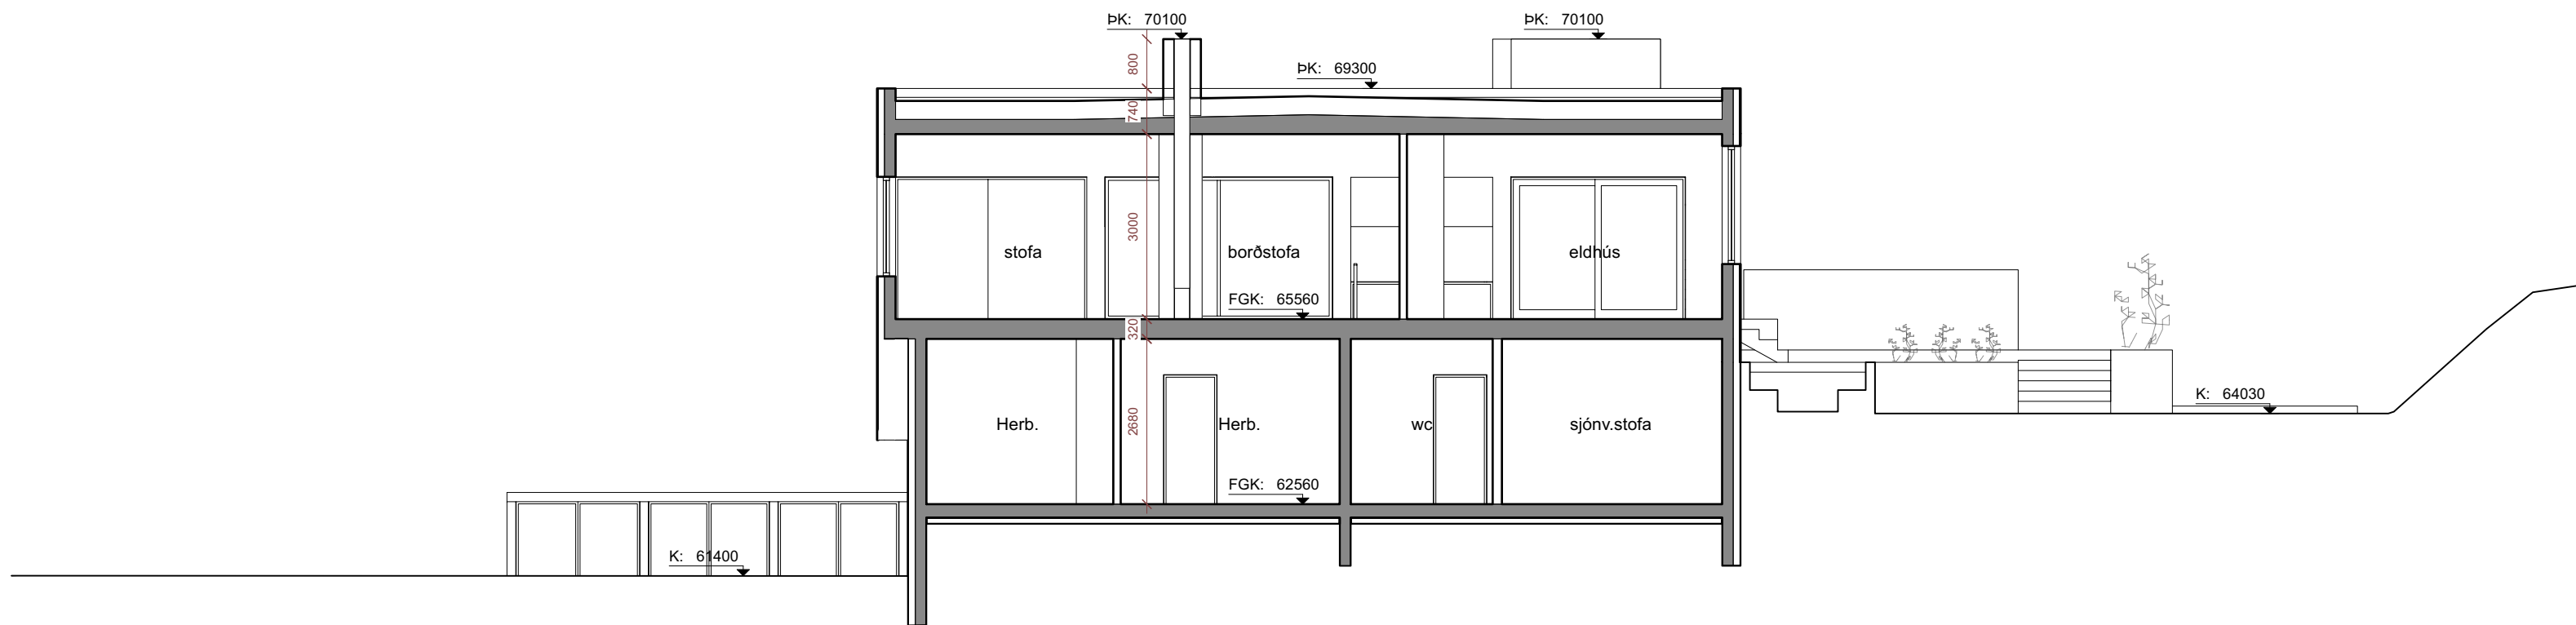 ÞK: 70100
ÞK: 70100
800
ÞK: 69300
740
3000
stofa
borðstofa
eldhús
FGK: 65560
320
K: 64030
2680
Herb.
Herb.
wc
sjónv.stofa
FGK: 62560
K: 61400